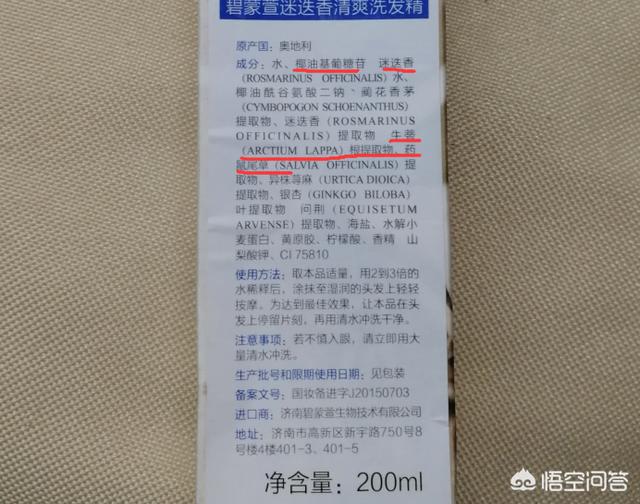 碧蒙萱迷迭香清爽洗发精
原产国：奥地利
成分：水、椰油基葡糖苷 迷迭香
(ROSMARINUS OFFICINALIS) 水、
椰油酰谷氨酸二钠、蔺花香茅
(CYMBOPOGON SCHOENANTHUS)
提取物、迷迭香 (ROSMARINUS
OFFICINALIS) 提取物 牛蒡
(ARCTIUM LAPPA) 根提取物、药
鼠尾草 (SALVIA OFFICINALIS) 提
取物、异株荨麻 (URTICA DIOICA)
提取物、银杏 (GINKGO BILOBA)
叶提取物 问荆 (EQUISETUM
ARVENSE) 提取物、海盐、水解小
麦蛋白、黄原胶、柠檬酸、香精 山
梨酸钾、CI 75810
使用方法：取本品适量，用2到3倍的
水稀释后，涂抹至湿润的头发上轻轻
按摩。为达到最佳效果，让本品在头
发上停留片刻，再用清水冲洗干净。
注意事项：若不慎入眼，请立即用大
量清水冲洗。
生产批号和限期使用日期：见包装
备案文号：国妆备进字J20150703
进口商：济南碧蒙萱生物技术有限公司
地址：济南市高新区新宇路750号8
号楼4楼401-3、401-5
净含量：200ml
悟空问答